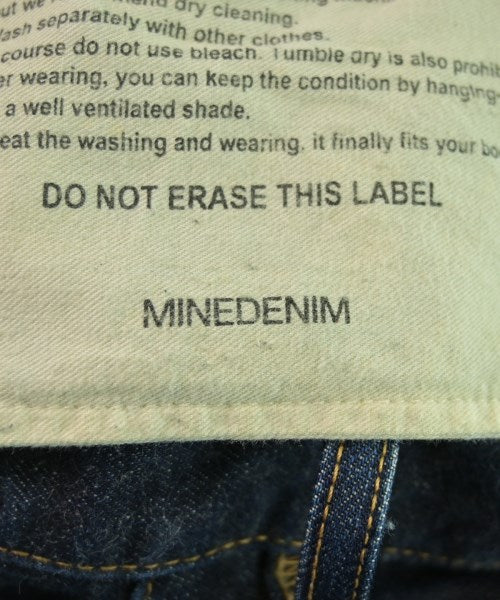 out we dry cleaning.
Wash separately with other clothes.
course do not use bleach. Tumble dry is also prohib
er wearing, you can keep the condition by hanging-
a well ventilated shade.
eat the washing and wearing, it finally fits your bo
DO NOT ERASE THIS LABEL
MINEDENIM